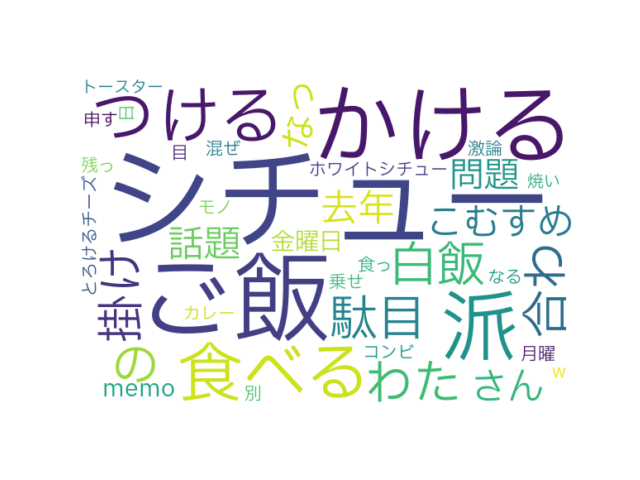 トースター
つける
なっ
かける
申す
日
目
混ぜ
激論
残っ
シチュー
ホワイトシチュー
問題
焼い
とろけるチーズ
モノ
去年
こむすめ
話題
金曜日
白飯
合わ
掛け
ご飯
食っ
なる
乗せ
カレー
駄目
派
の
食べる
コンビ
月曜
memo
別
わた
さん
w